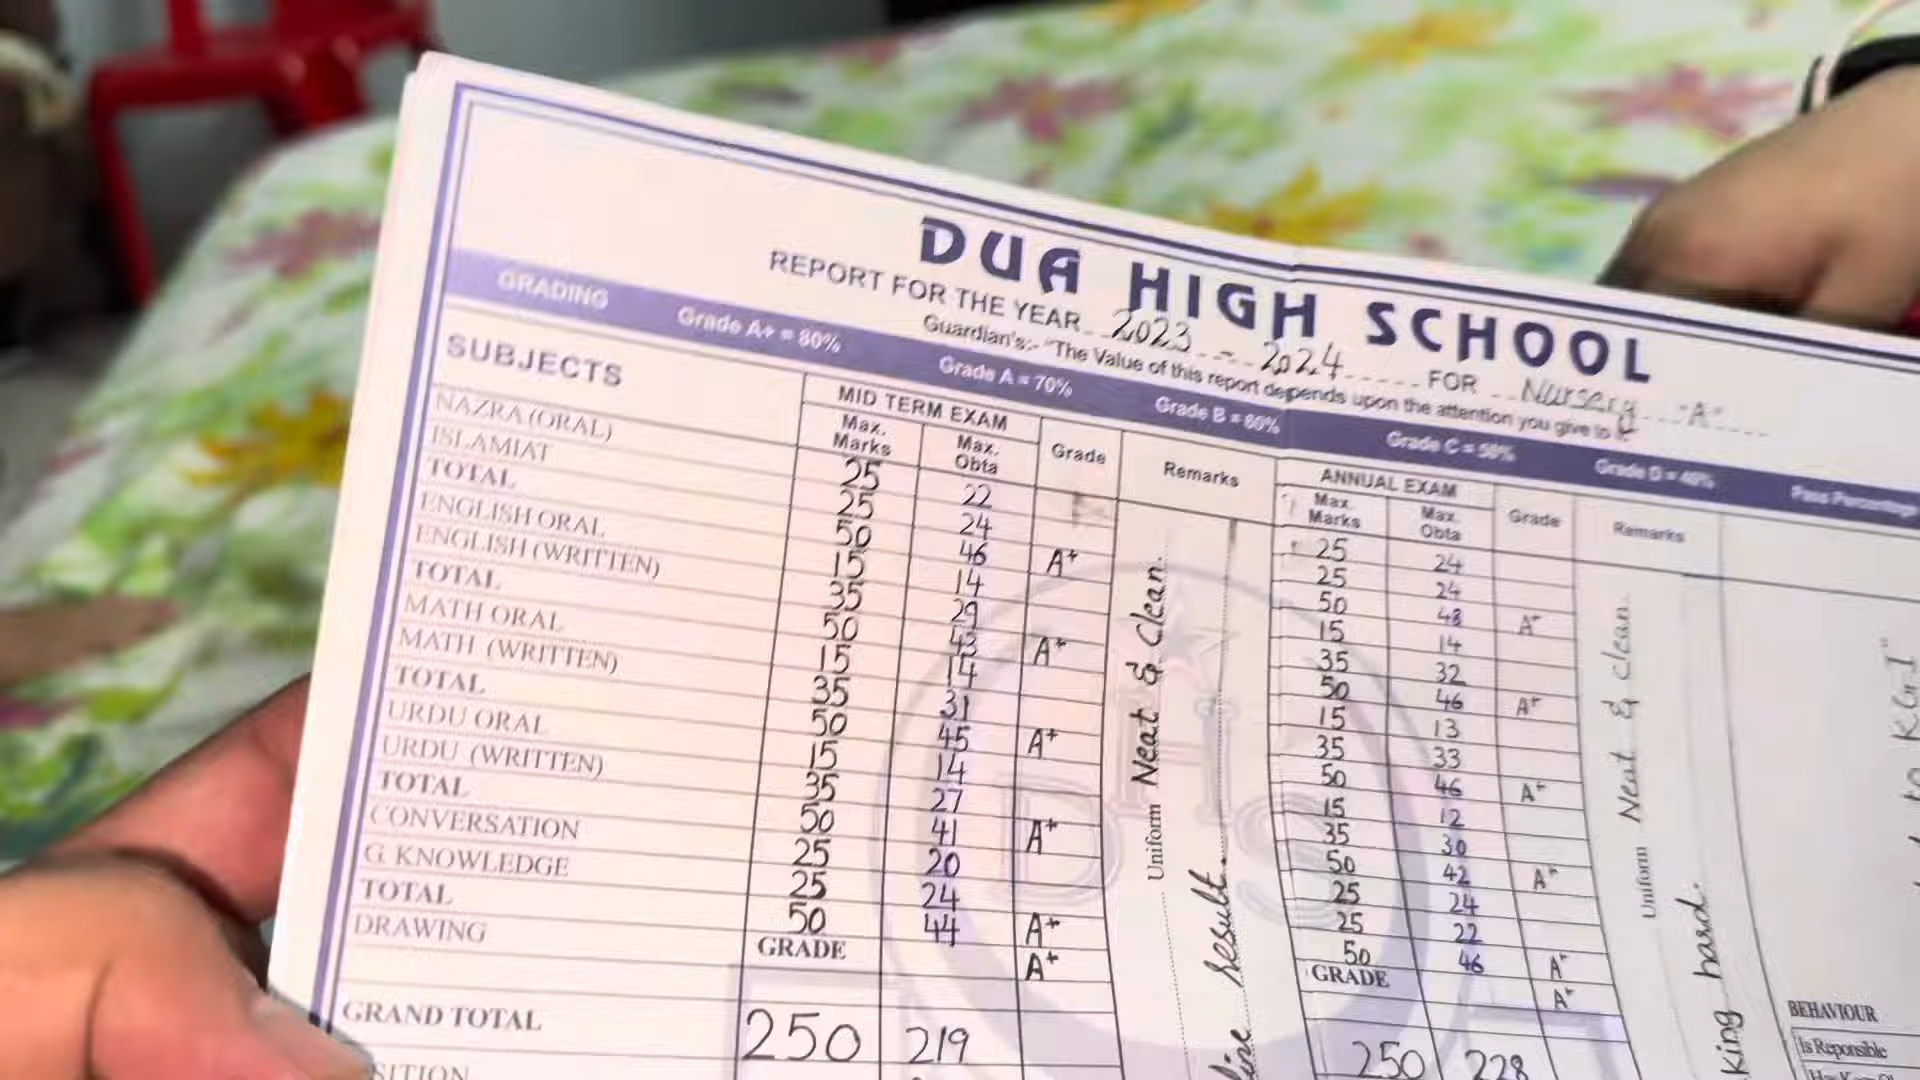 DUA HIGH SCHOOL
REPORT FOR THE YEAR 2023 - 2024 FOR Nursery "A"
Guardian's:- "The Value of this report depends upon the attention you give to it
GRADING Grade A+ = 80% Grade A = 70% Grade B = 60% Grade C = 50% Grade D = 40% Pass Percentage
SUBJECTS MID TERM EXAM Grade Remarks ANNUAL EXAM Grade Remarks
Max. Marks Max. Obta Max. Marks Max. Obta
NAZRA (ORAL) 25 22 25 24
ISLAMIAT 25 24 25 24
TOTAL 50 46 A+ 50 48 A+
ENGLISH ORAL 15 14 15 14
ENGLISH (WRITTEN) 35 29 35 32
TOTAL 50 43 A+ 50 46 A+
MATH ORAL 15 14 15 13
MATH (WRITTEN) 35 31 35 33
TOTAL 50 45 A+ 50 46 A+
URDU ORAL 15 14 15 12
URDU (WRITTEN) 35 27 35 30
TOTAL 50 41 A+ 50 42 A+
CONVERSATION 25 20 25 24
G. KNOWLEDGE 25 24 25 22
TOTAL 50 44 A+ 50 46 A+
DRAWING GRADE A+ GRADE A+
GRAND TOTAL 250 219 250 228
Uniform Neat & Clean.
result.
Uniform Neat & Clean.
hard.
to KG-I"
BEHAVIOUR
Is Reponsible
DHS